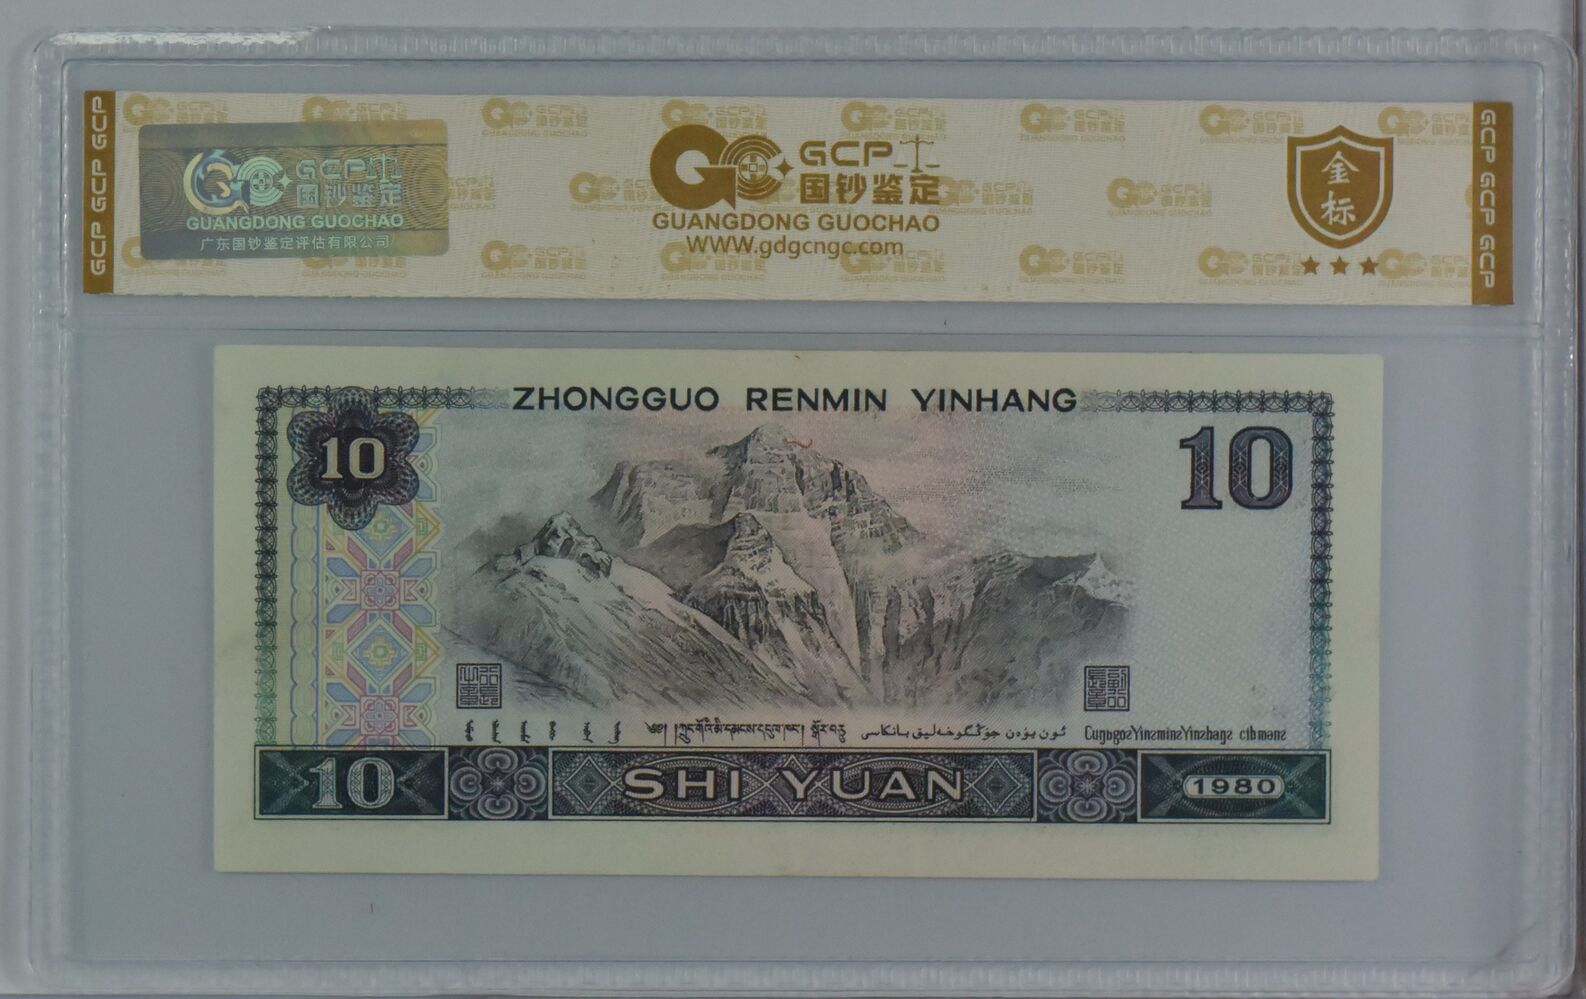 GCP GCP GCP
GCP
国钞鉴定
GUANGDONG GUOCHAO
广东国钞鉴定评估有限公司
GCP
国钞鉴定
GUANGDONG GUOCHAO
WWW.gdgcngc.com
金标
GCP GCP GCP
ZHONGGUO RENMIN YINHANG
10
10
10
SHI YUAN
1980